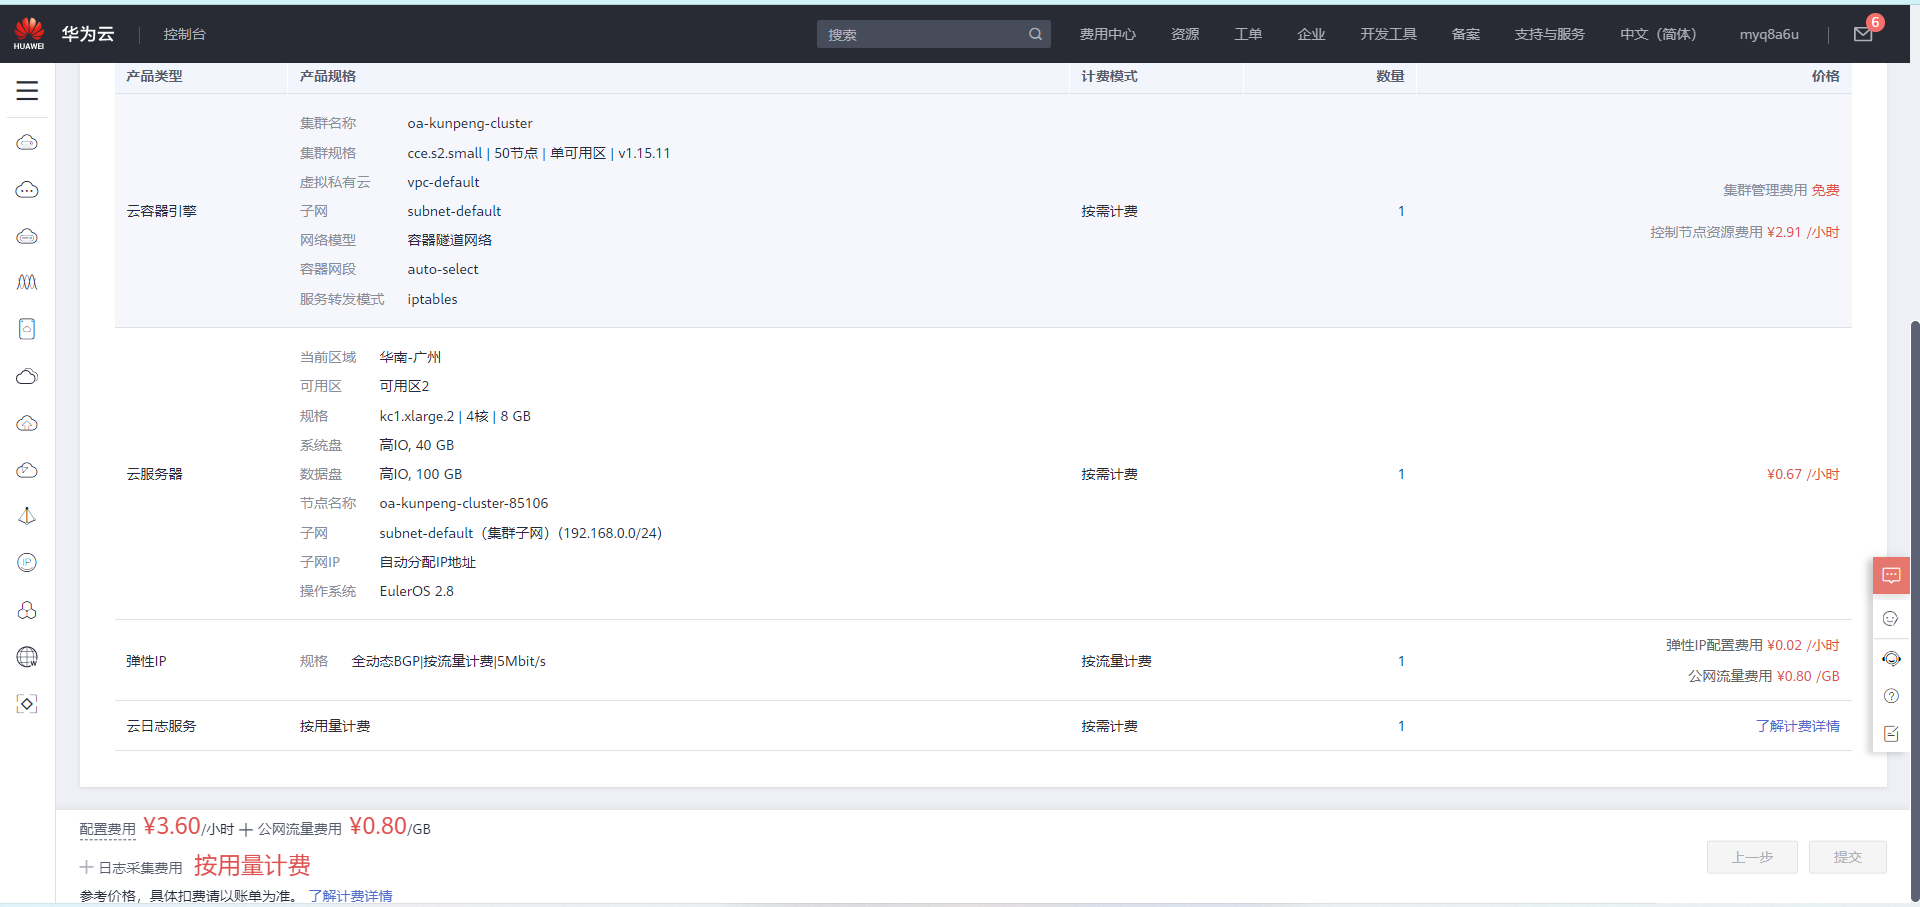 HUAWEI 华为云 控制台 搜索 费用中心 资源 工单 企业 开发工具 备案 支持与服务 中文（简体） myq8a6u 6
产品类型 产品规格 计费模式 数量 价格
云容器引擎 按需计费 1
集群名称 oa-kunpeng-cluster
集群规格 cce.s2.small | 50节点 | 单可用区 | v1.15.11
虚拟私有云 vpc-default
子网 subnet-default
网络模型 容器隧道网络
容器网段 auto-select
服务转发模式 iptables
集群管理费用 免费
控制节点资源费用 ¥2.91 /小时
云服务器 按需计费 1 ¥0.67 /小时
当前区域 华南-广州
可用区 可用区2
规格 kc1.xlarge.2 | 4核 | 8 GB
系统盘 高IO, 40 GB
数据盘 高IO, 100 GB
节点名称 oa-kunpeng-cluster-85106
子网 subnet-default（集群子网）(192.168.0.0/24)
子网IP 自动分配IP地址
操作系统 EulerOS 2.8
弹性IP 规格 全动态BGP|按流量计费|5Mbit/s 按流量计费 1
弹性IP配置费用 ¥0.02 /小时
公网流量费用 ¥0.80 /GB
云日志服务 按用量计费 按需计费 1 了解计费详情
配置费用 ¥3.60/小时 + 公网流量费用 ¥0.80/GB
+ 日志采集费用 按用量计费
参考价格，具体扣费请以账单为准。 了解计费详情
上一步 提交